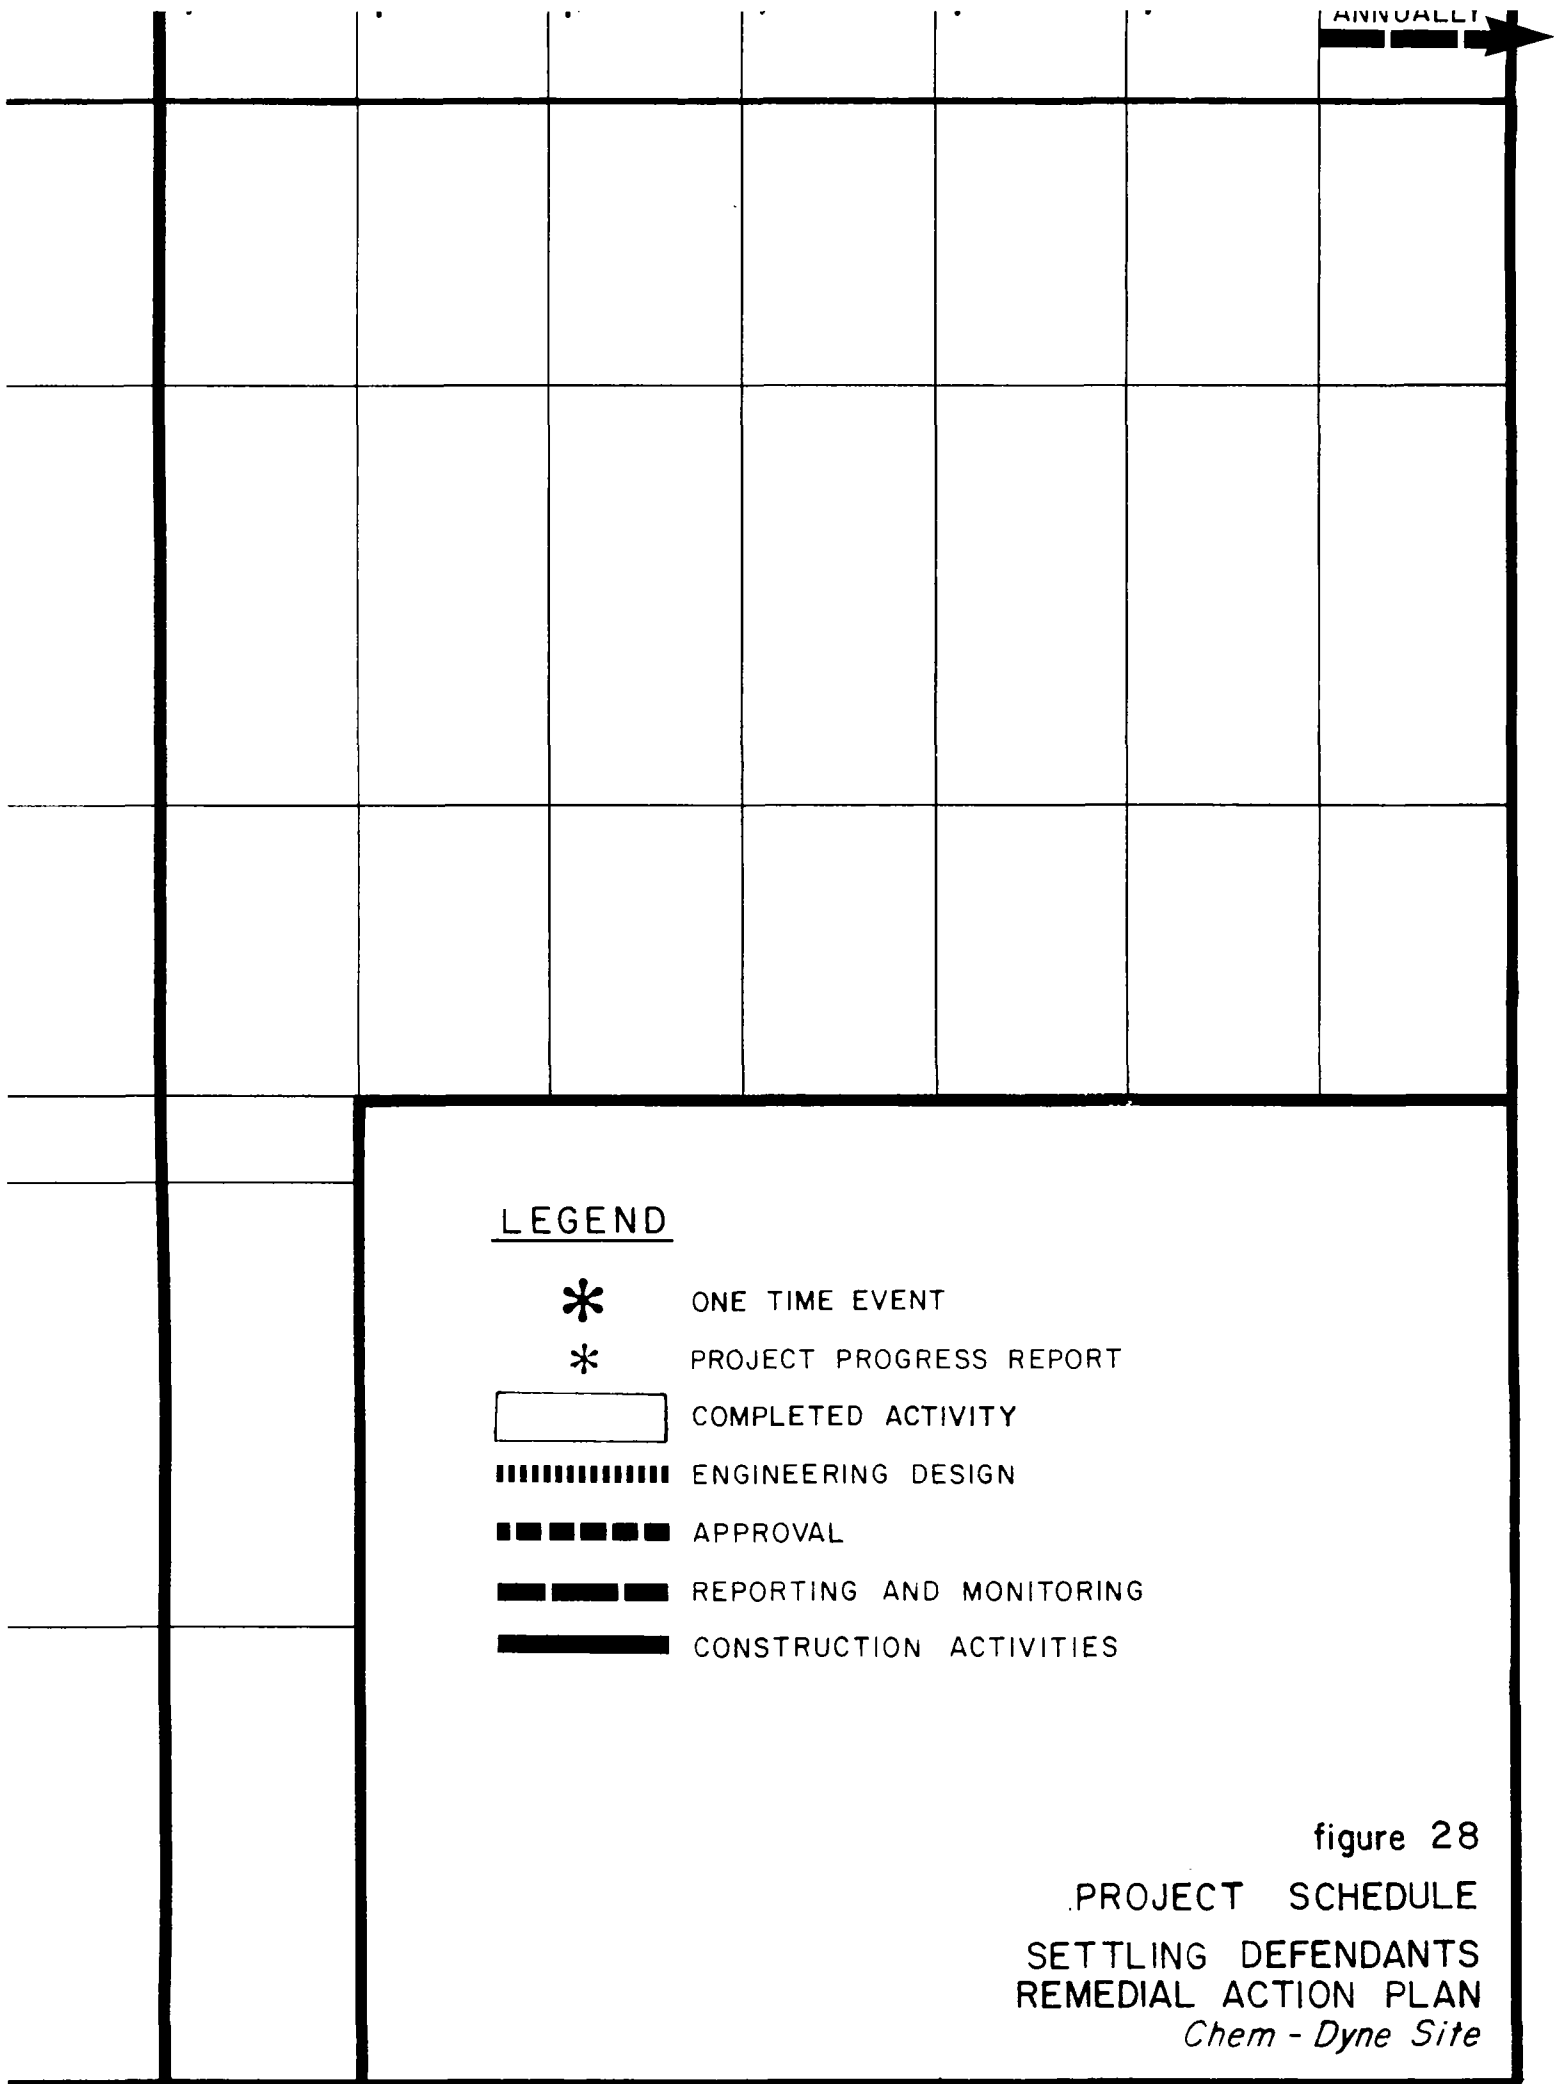 ANNUALLY
LEGEND
ONE TIME EVENT
PROJECT PROGRESS REPORT
COMPLETED ACTIVITY
ENGINEERING DESIGN
APPROVAL
REPORTING AND MONITORING
CONSTRUCTION ACTIVITIES
figure 28
PROJECT SCHEDULE
SETTLING DEFENDANTS
REMEDIAL ACTION PLAN
Chem - Dyne Site